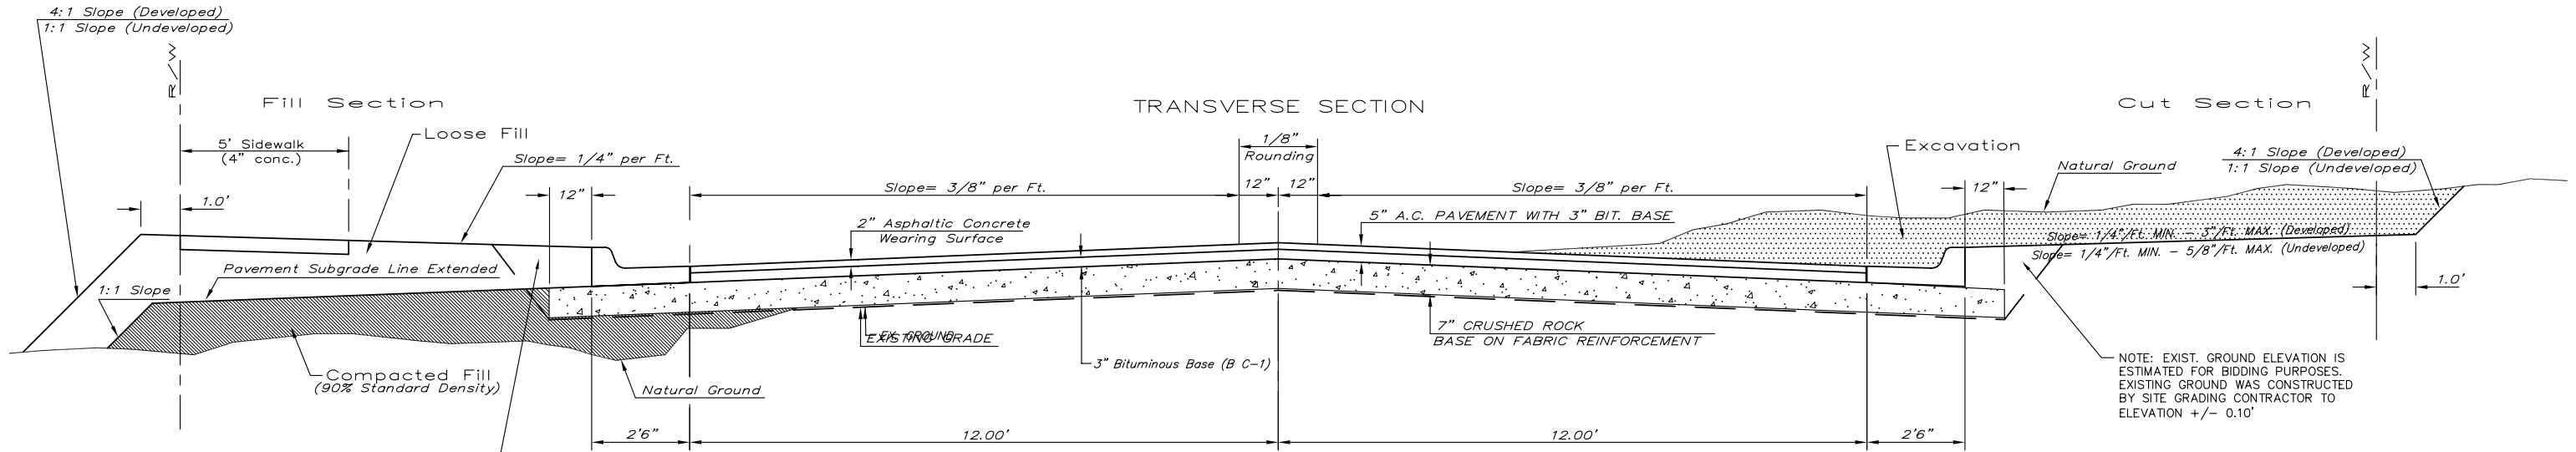 4:1 Slope (Developed)
1:1 Slope (Undeveloped)
R/W
Fill Section
Loose Fill
5' Sidewalk
(4" conc.)
Slope= 1/4" per Ft.
1.0'
12"
Slope= 3/8" per Ft.
TRANSVERSE SECTION
1/8"
Rounding
12"
12"
Slope= 3/8" per Ft.
Cut Section
R/W
Excavation
4:1 Slope (Developed)
1:1 Slope (Undeveloped)
Natural Ground
12"
2" Asphaltic Concrete
Wearing Surface
5" A.C. PAVEMENT WITH 3" BIT. BASE
Slope= 1/4"/Ft. MIN. - 3"/Ft. MAX. (Developed)
Slope= 1/4"/Ft. MIN. - 5/8"/Ft. MAX. (Undeveloped)
1.0'
Pavement Subgrade Line Extended
1:1 Slope
EX. GROUND
EXISTING GRADE
7" CRUSHED ROCK
BASE ON FABRIC REINFORCEMENT
3" Bituminous Base (B C-1)
Compacted Fill
(90% Standard Density)
Natural Ground
NOTE: EXIST. GROUND ELEVATION IS
ESTIMATED FOR BIDDING PURPOSES.
EXISTING GROUND WAS CONSTRUCTED
BY SITE GRADING CONTRACTOR TO
ELEVATION +/- 0.10'
2'6"
12.00'
12.00'
2'6"